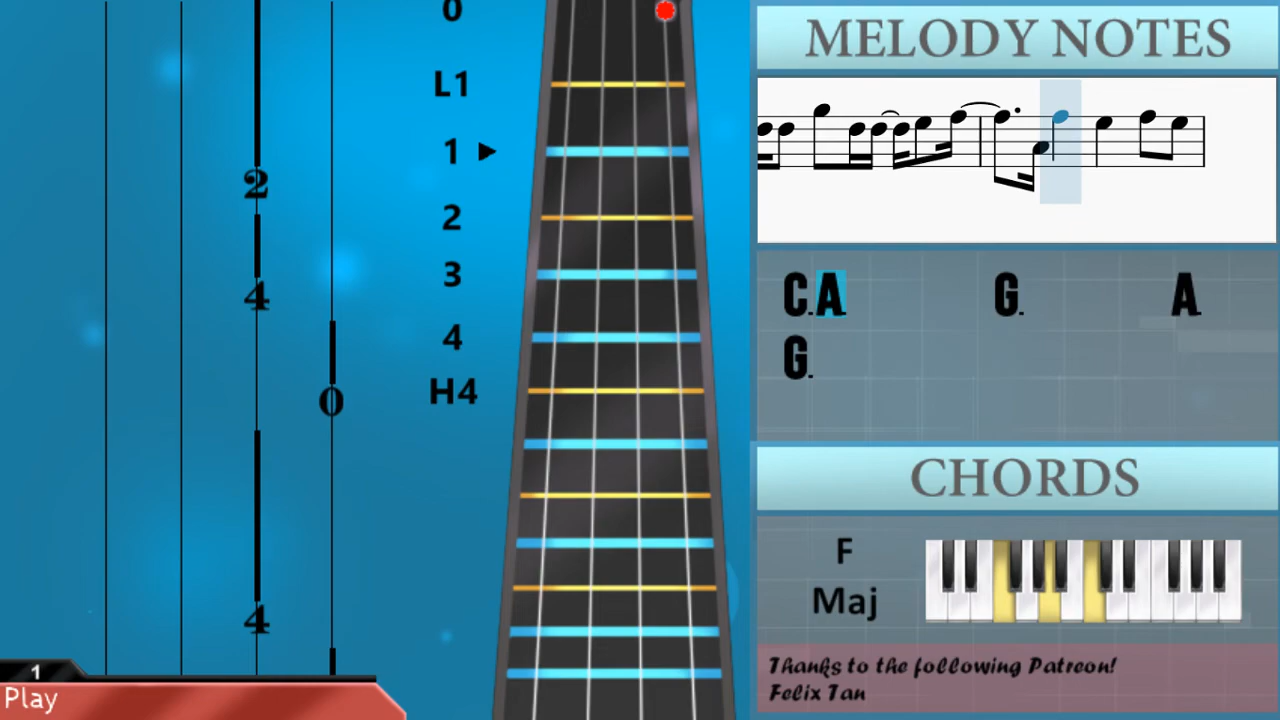 2
4
0
4
1
Play
0
L1
1 ►
2
3
4
H4
MELODY NOTES
C. A. G. A.
G.
CHORDS
F
Maj
Thanks to the following Patreon!
Felix Tan